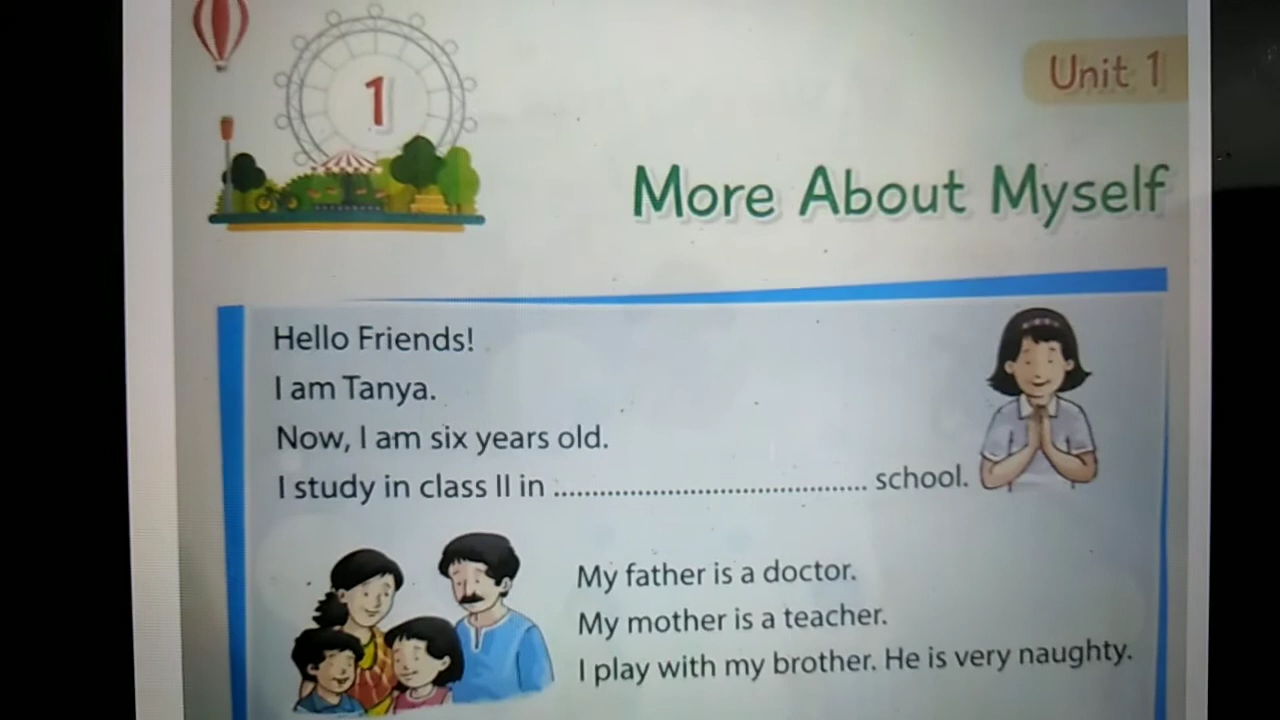 1
Unit 1
More About Myself
Hello Friends!
I am Tanya.
Now, I am six years old.
I study in class II in ........................................ school.
My father is a doctor.
My mother is a teacher.
I play with my brother. He is very naughty.